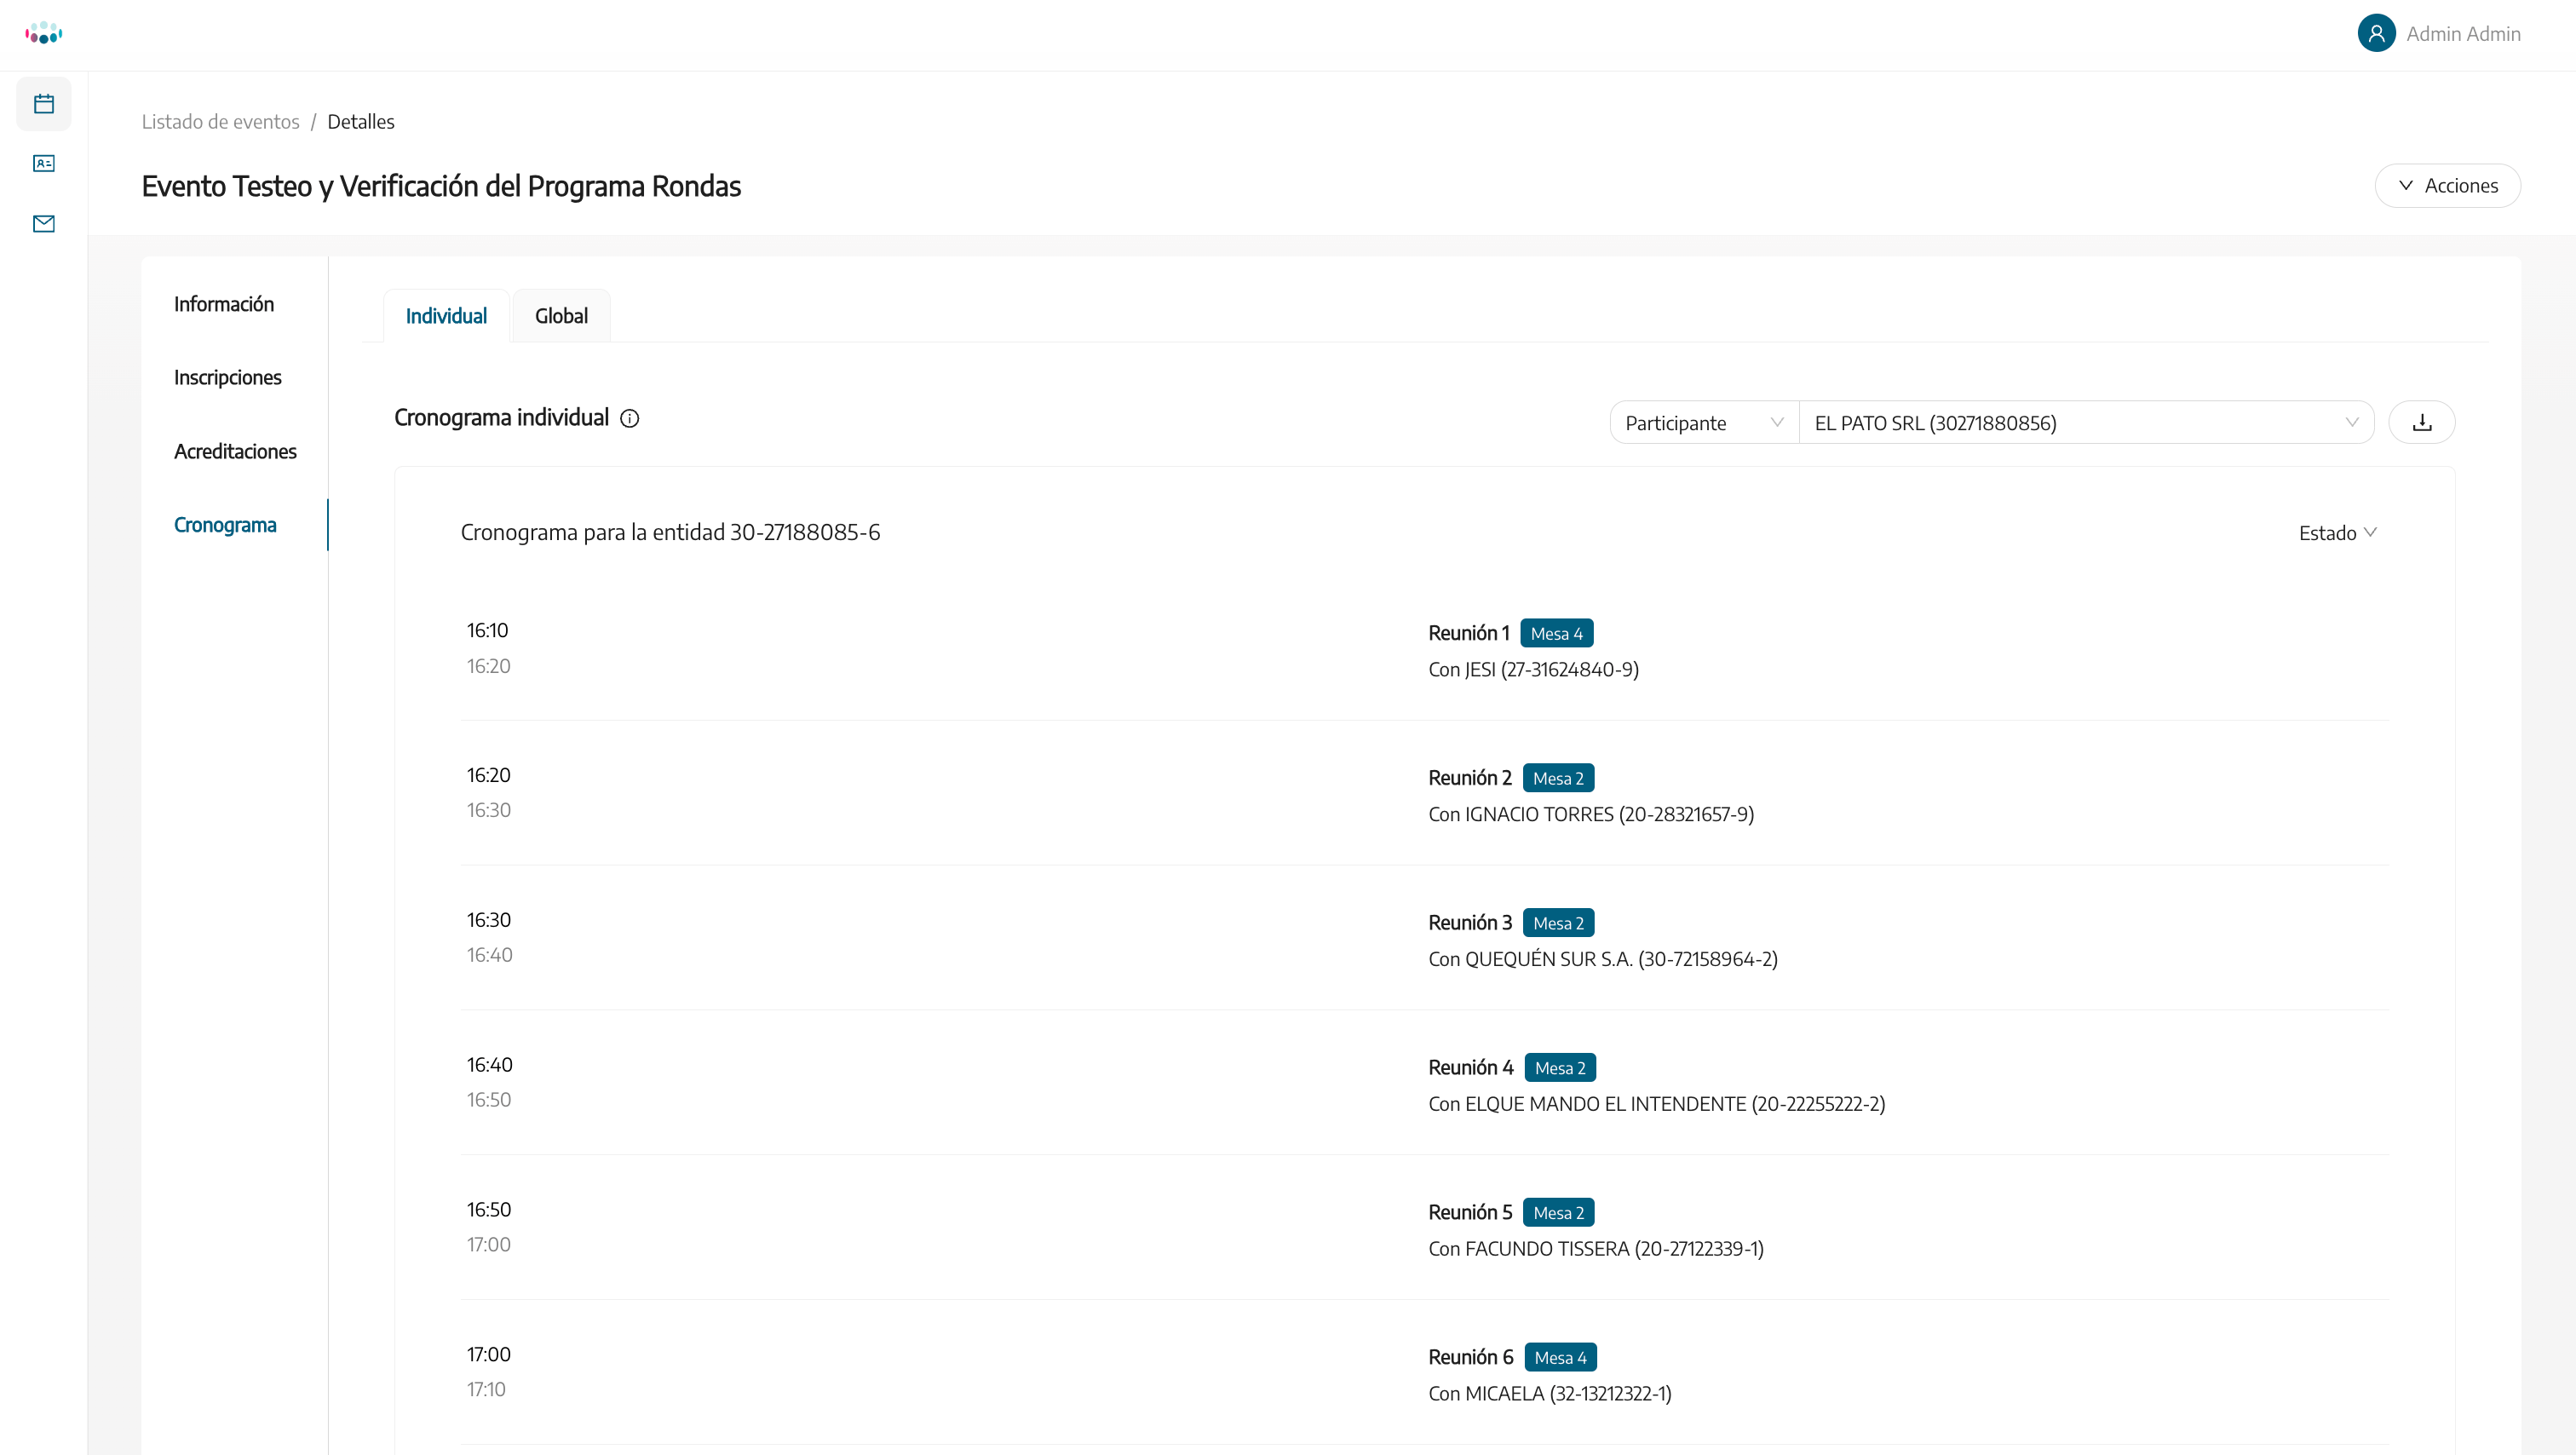 Admin Admin
Listado de eventos / Detalles
Evento Testeo y Verificación del Programa Rondas
Acciones
Información
Inscripciones
Acreditaciones
Cronograma
Individual
Global
Cronograma individual
Participante
EL PATO SRL (30271880856)
Cronograma para la entidad 30-27188085-6
Estado
16:10
16:20
Reunión 1 Mesa 4
Con JESI (27-31624840-9)
16:20
16:30
Reunión 2 Mesa 2
Con IGNACIO TORRES (20-28321657-9)
16:30
16:40
Reunión 3 Mesa 2
Con QUEQUÉN SUR S.A. (30-72158964-2)
16:40
16:50
Reunión 4 Mesa 2
Con ELQUE MANDO EL INTENDENTE (20-22255222-2)
16:50
17:00
Reunión 5 Mesa 2
Con FACUNDO TISSERA (20-27122339-1)
17:00
17:10
Reunión 6 Mesa 4
Con MICAELA (32-13212322-1)